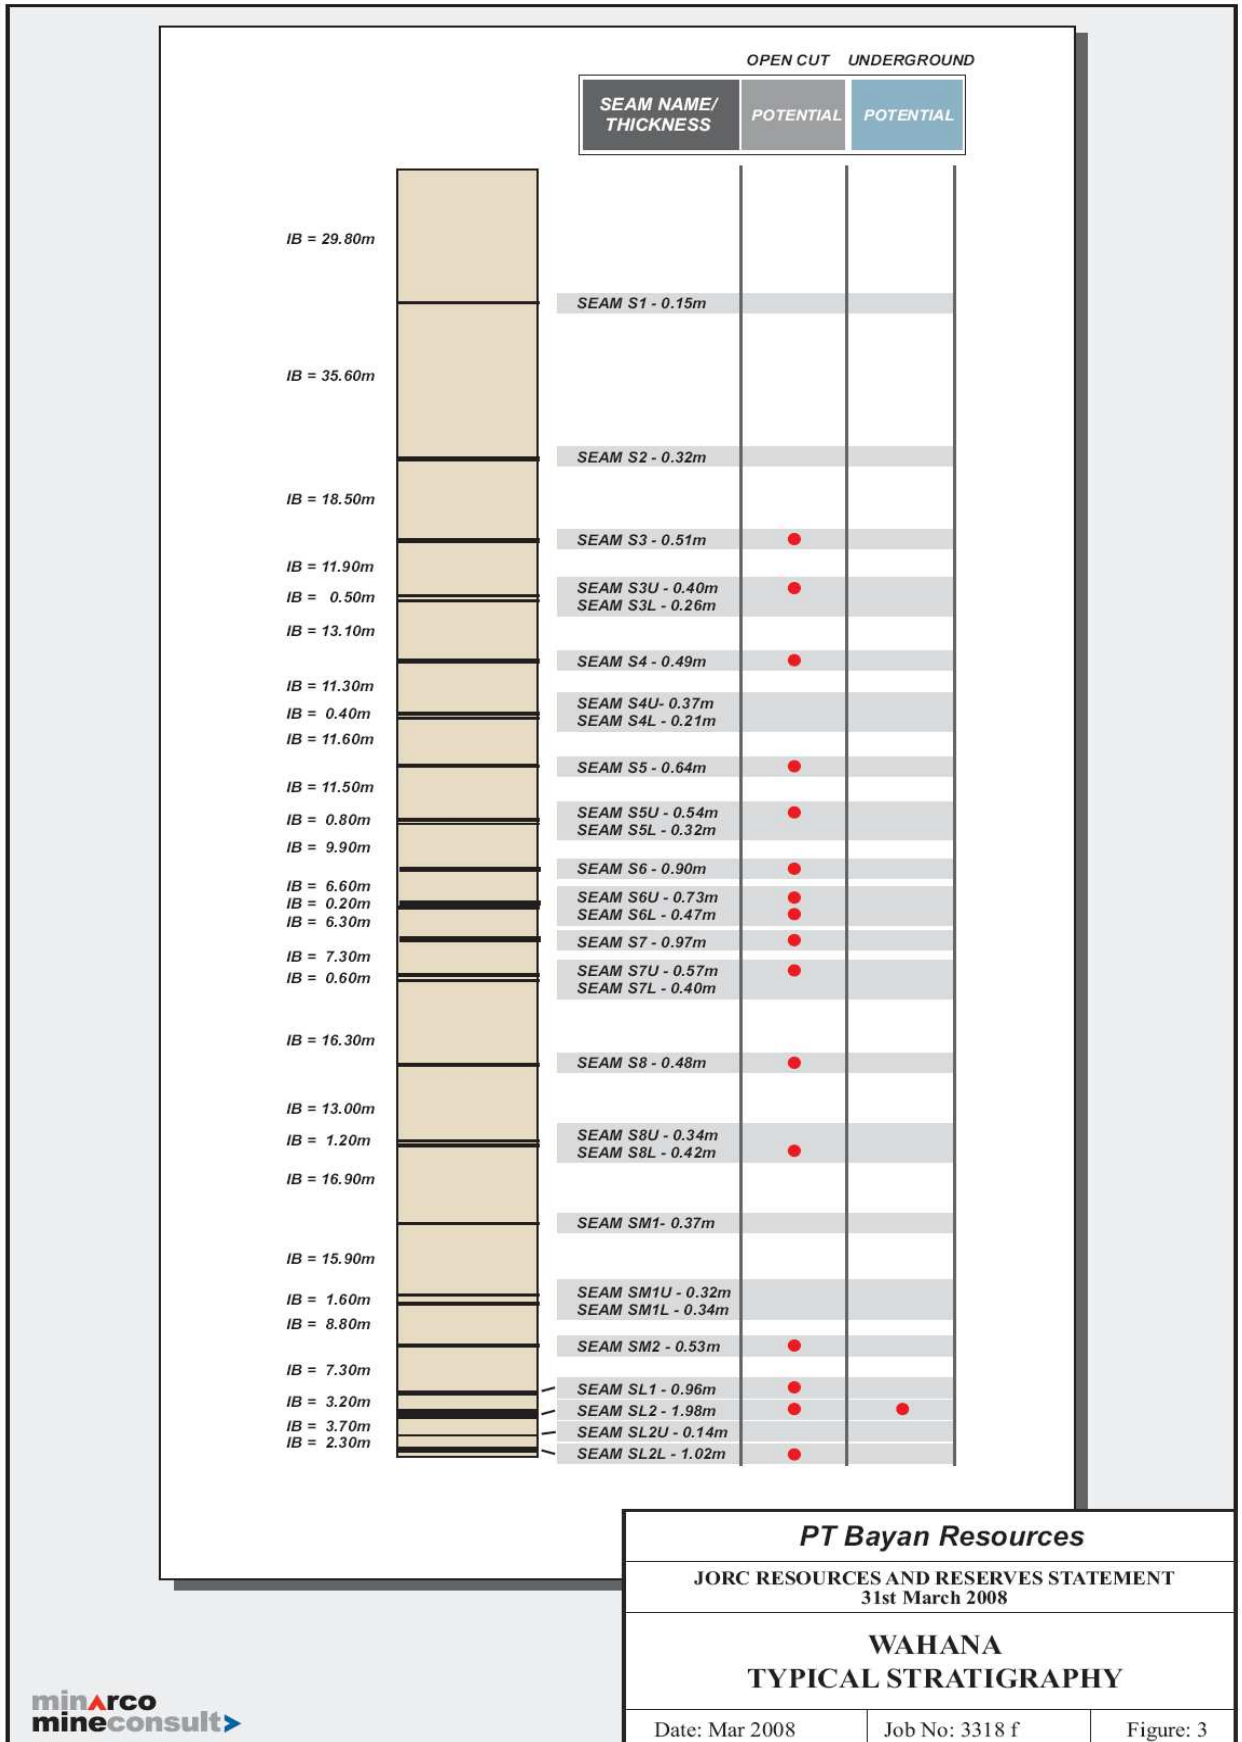 OPEN CUT UNDERGROUND
SEAM NAME/
THICKNESS
POTENTIAL
POTENTIAL
IB = 29.80m
SEAM S1 - 0.15m
IB = 35.60m
SEAM S2 - 0.32m
IB = 18.50m
SEAM S3 - 0.51m
IB = 11.90m
SEAM S3U - 0.40m
IB = 0.50m
SEAM S3L - 0.26m
IB = 13.10m
SEAM S4 - 0.49m
IB = 11.30m
SEAM S4U- 0.37m
IB = 0.40m
SEAM S4L - 0.21m
IB = 11.60m
SEAM S5 - 0.64m
IB = 11.50m
SEAM S5U - 0.54m
IB = 0.80m
SEAM S5L - 0.32m
IB = 9.90m
SEAM S6 - 0.90m
IB = 6.60m
SEAM S6U - 0.73m
IB = 0.20m
SEAM S6L - 0.47m
IB = 6.30m
SEAM S7 - 0.97m
IB = 7.30m
SEAM S7U - 0.57m
IB = 0.60m
SEAM S7L - 0.40m
IB = 16.30m
SEAM S8 - 0.48m
IB = 13.00m
SEAM S8U - 0.34m
IB = 1.20m
SEAM S8L - 0.42m
IB = 16.90m
SEAM SM1- 0.37m
IB = 15.90m
SEAM SM1U - 0.32m
IB = 1.60m
SEAM SM1L - 0.34m
IB = 8.80m
SEAM SM2 - 0.53m
IB = 7.30m
SEAM SL1 - 0.96m
IB = 3.20m
SEAM SL2 - 1.98m
IB = 3.70m
SEAM SL2U - 0.14m
IB = 2.30m
SEAM SL2L - 1.02m
PT Bayan Resources
JORC RESOURCES AND RESERVES STATEMENT
31st March 2008
WAHANA
TYPICAL STRATIGRAPHY
minarco
mineconsult
Date: Mar 2008
Job No: 3318 f
Figure: 3